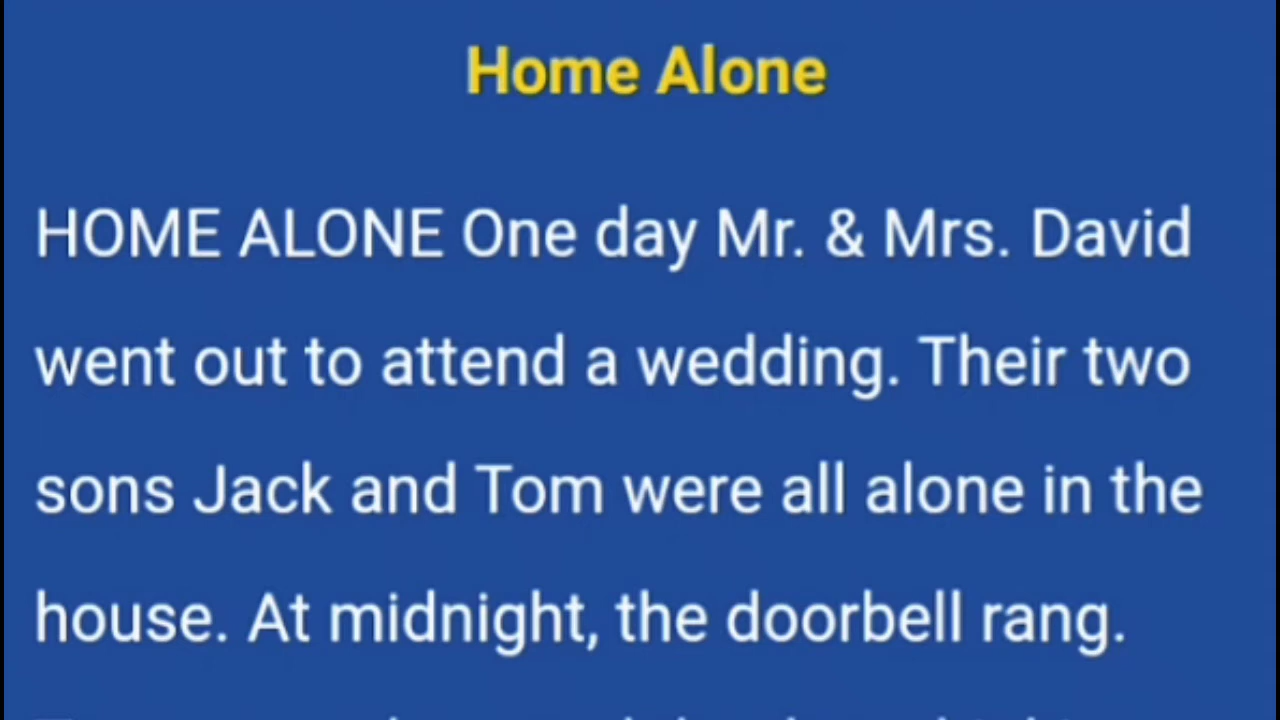 Home Alone
HOME ALONE One day Mr. & Mrs. David
went out to attend a wedding. Their two
sons Jack and Tom were all alone in the
house. At midnight, the doorbell rang.